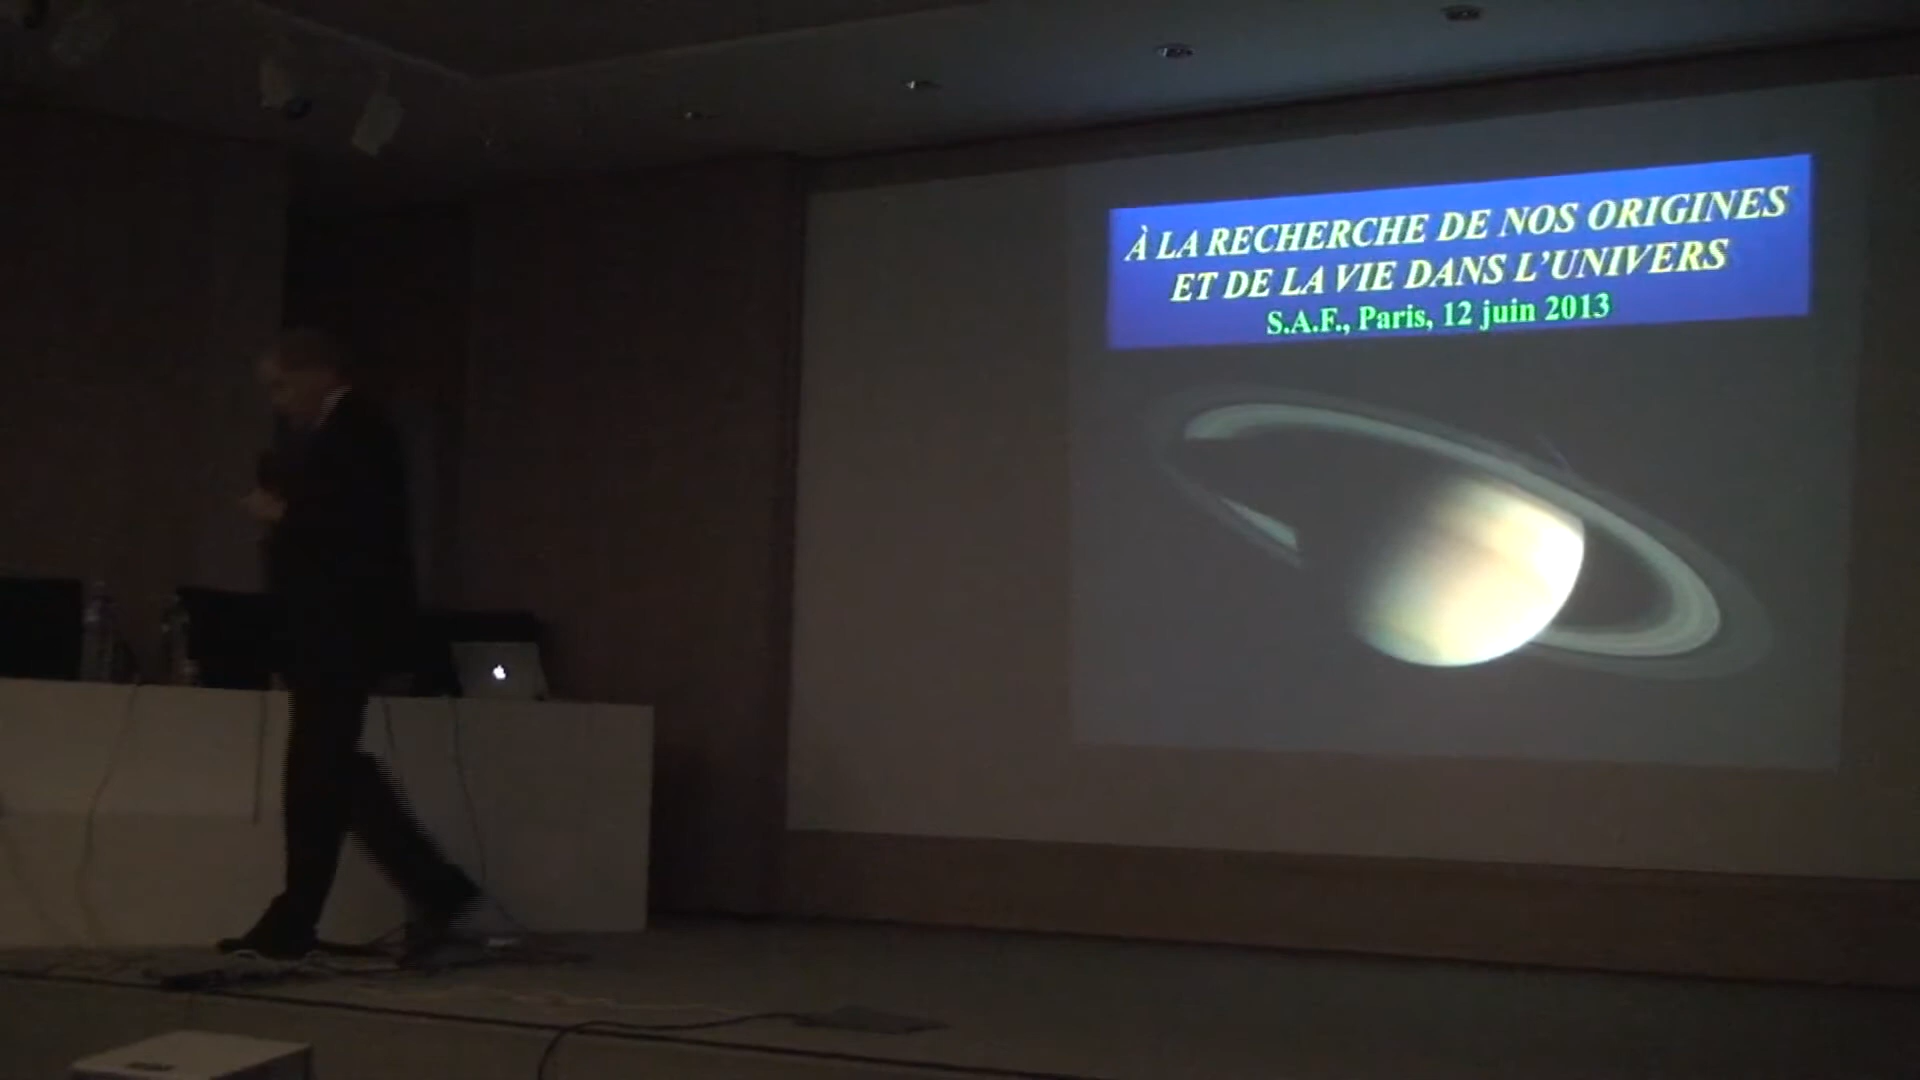 À LA RECHERCHE DE NOS ORIGINES
ET DE LA VIE DANS L'UNIVERS
S.A.F., Paris, 12 juin 2013